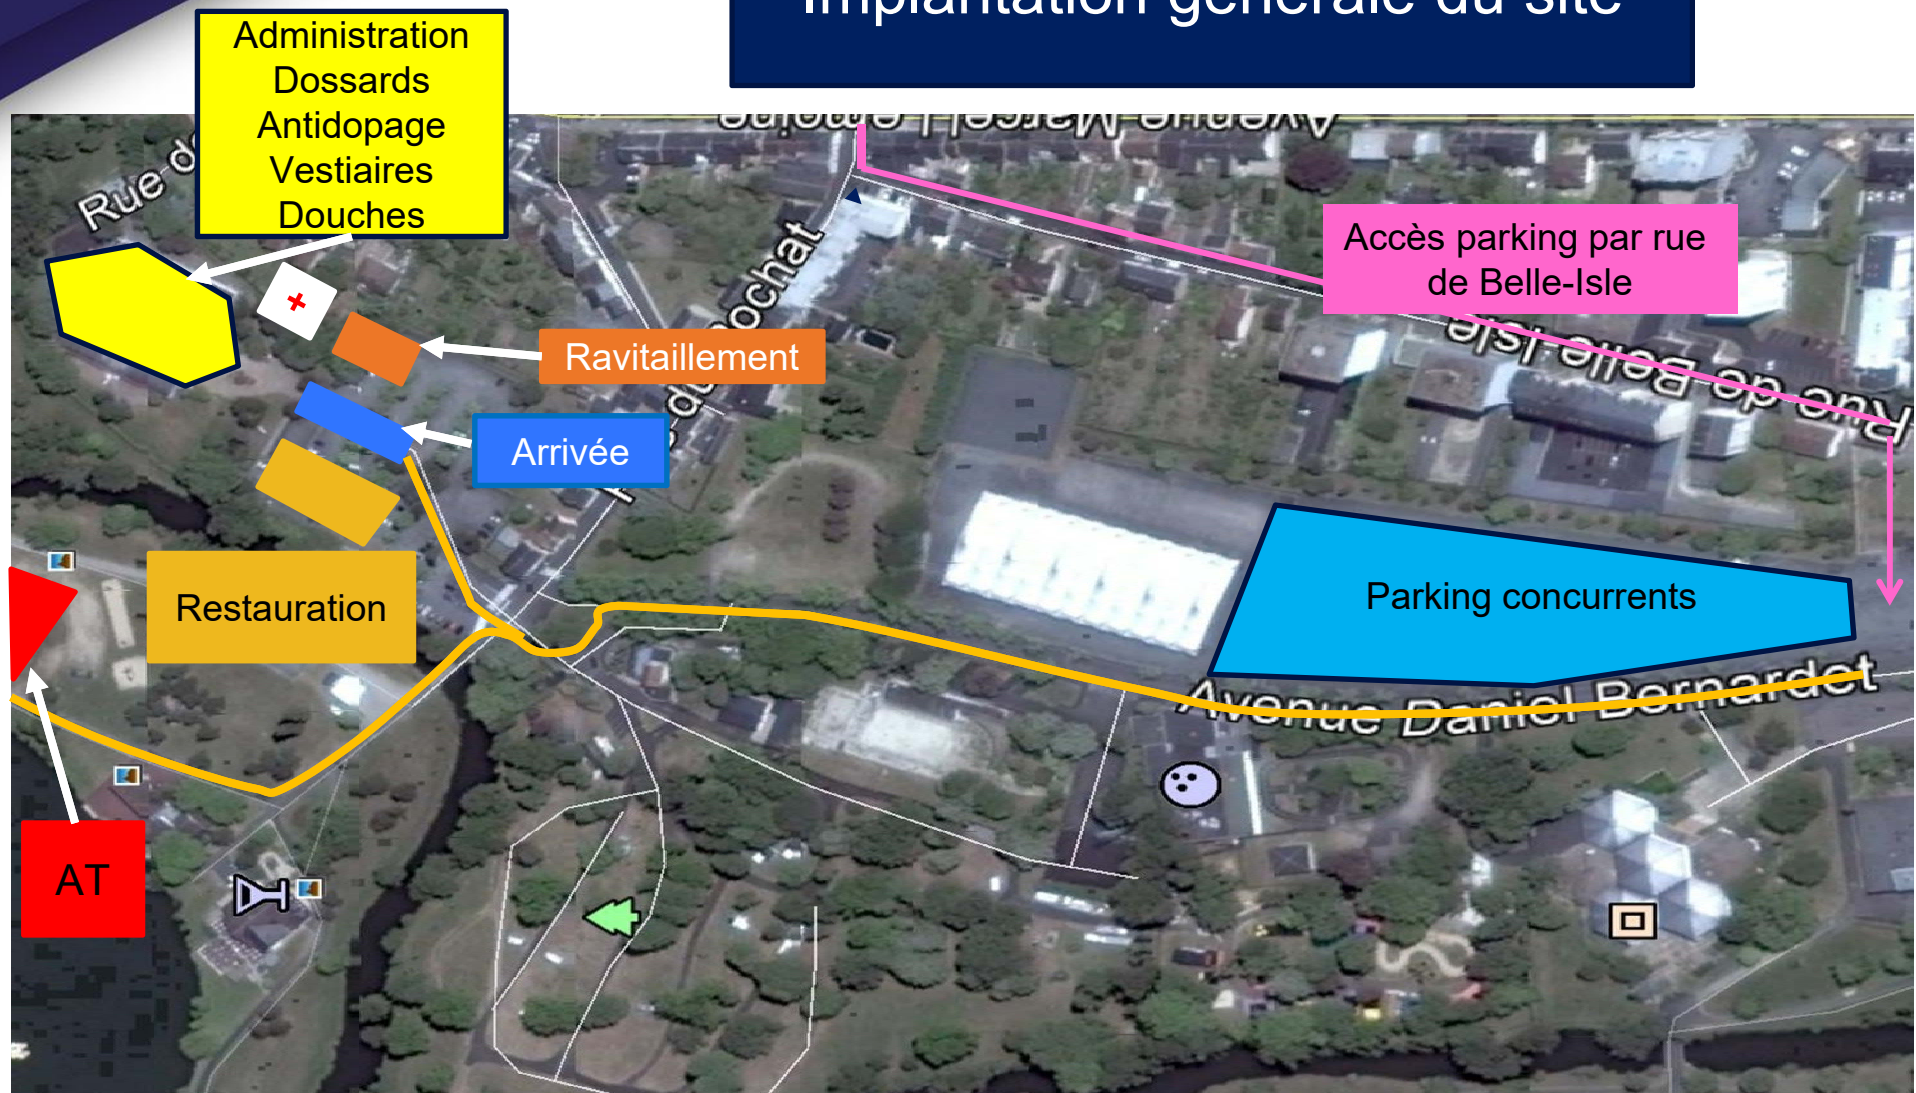 Implantation générale du site
Administration
Dossards
Antidopage
Vestiaires
Douches
Avenue Marcel Lemoine
Accès parking par rue
de Belle-Isle
Ravitaillement
Rue-de-Belle-Isle
Arrivée
Restauration
Parking concurrents
Avenue Daniel Bernardet
AT